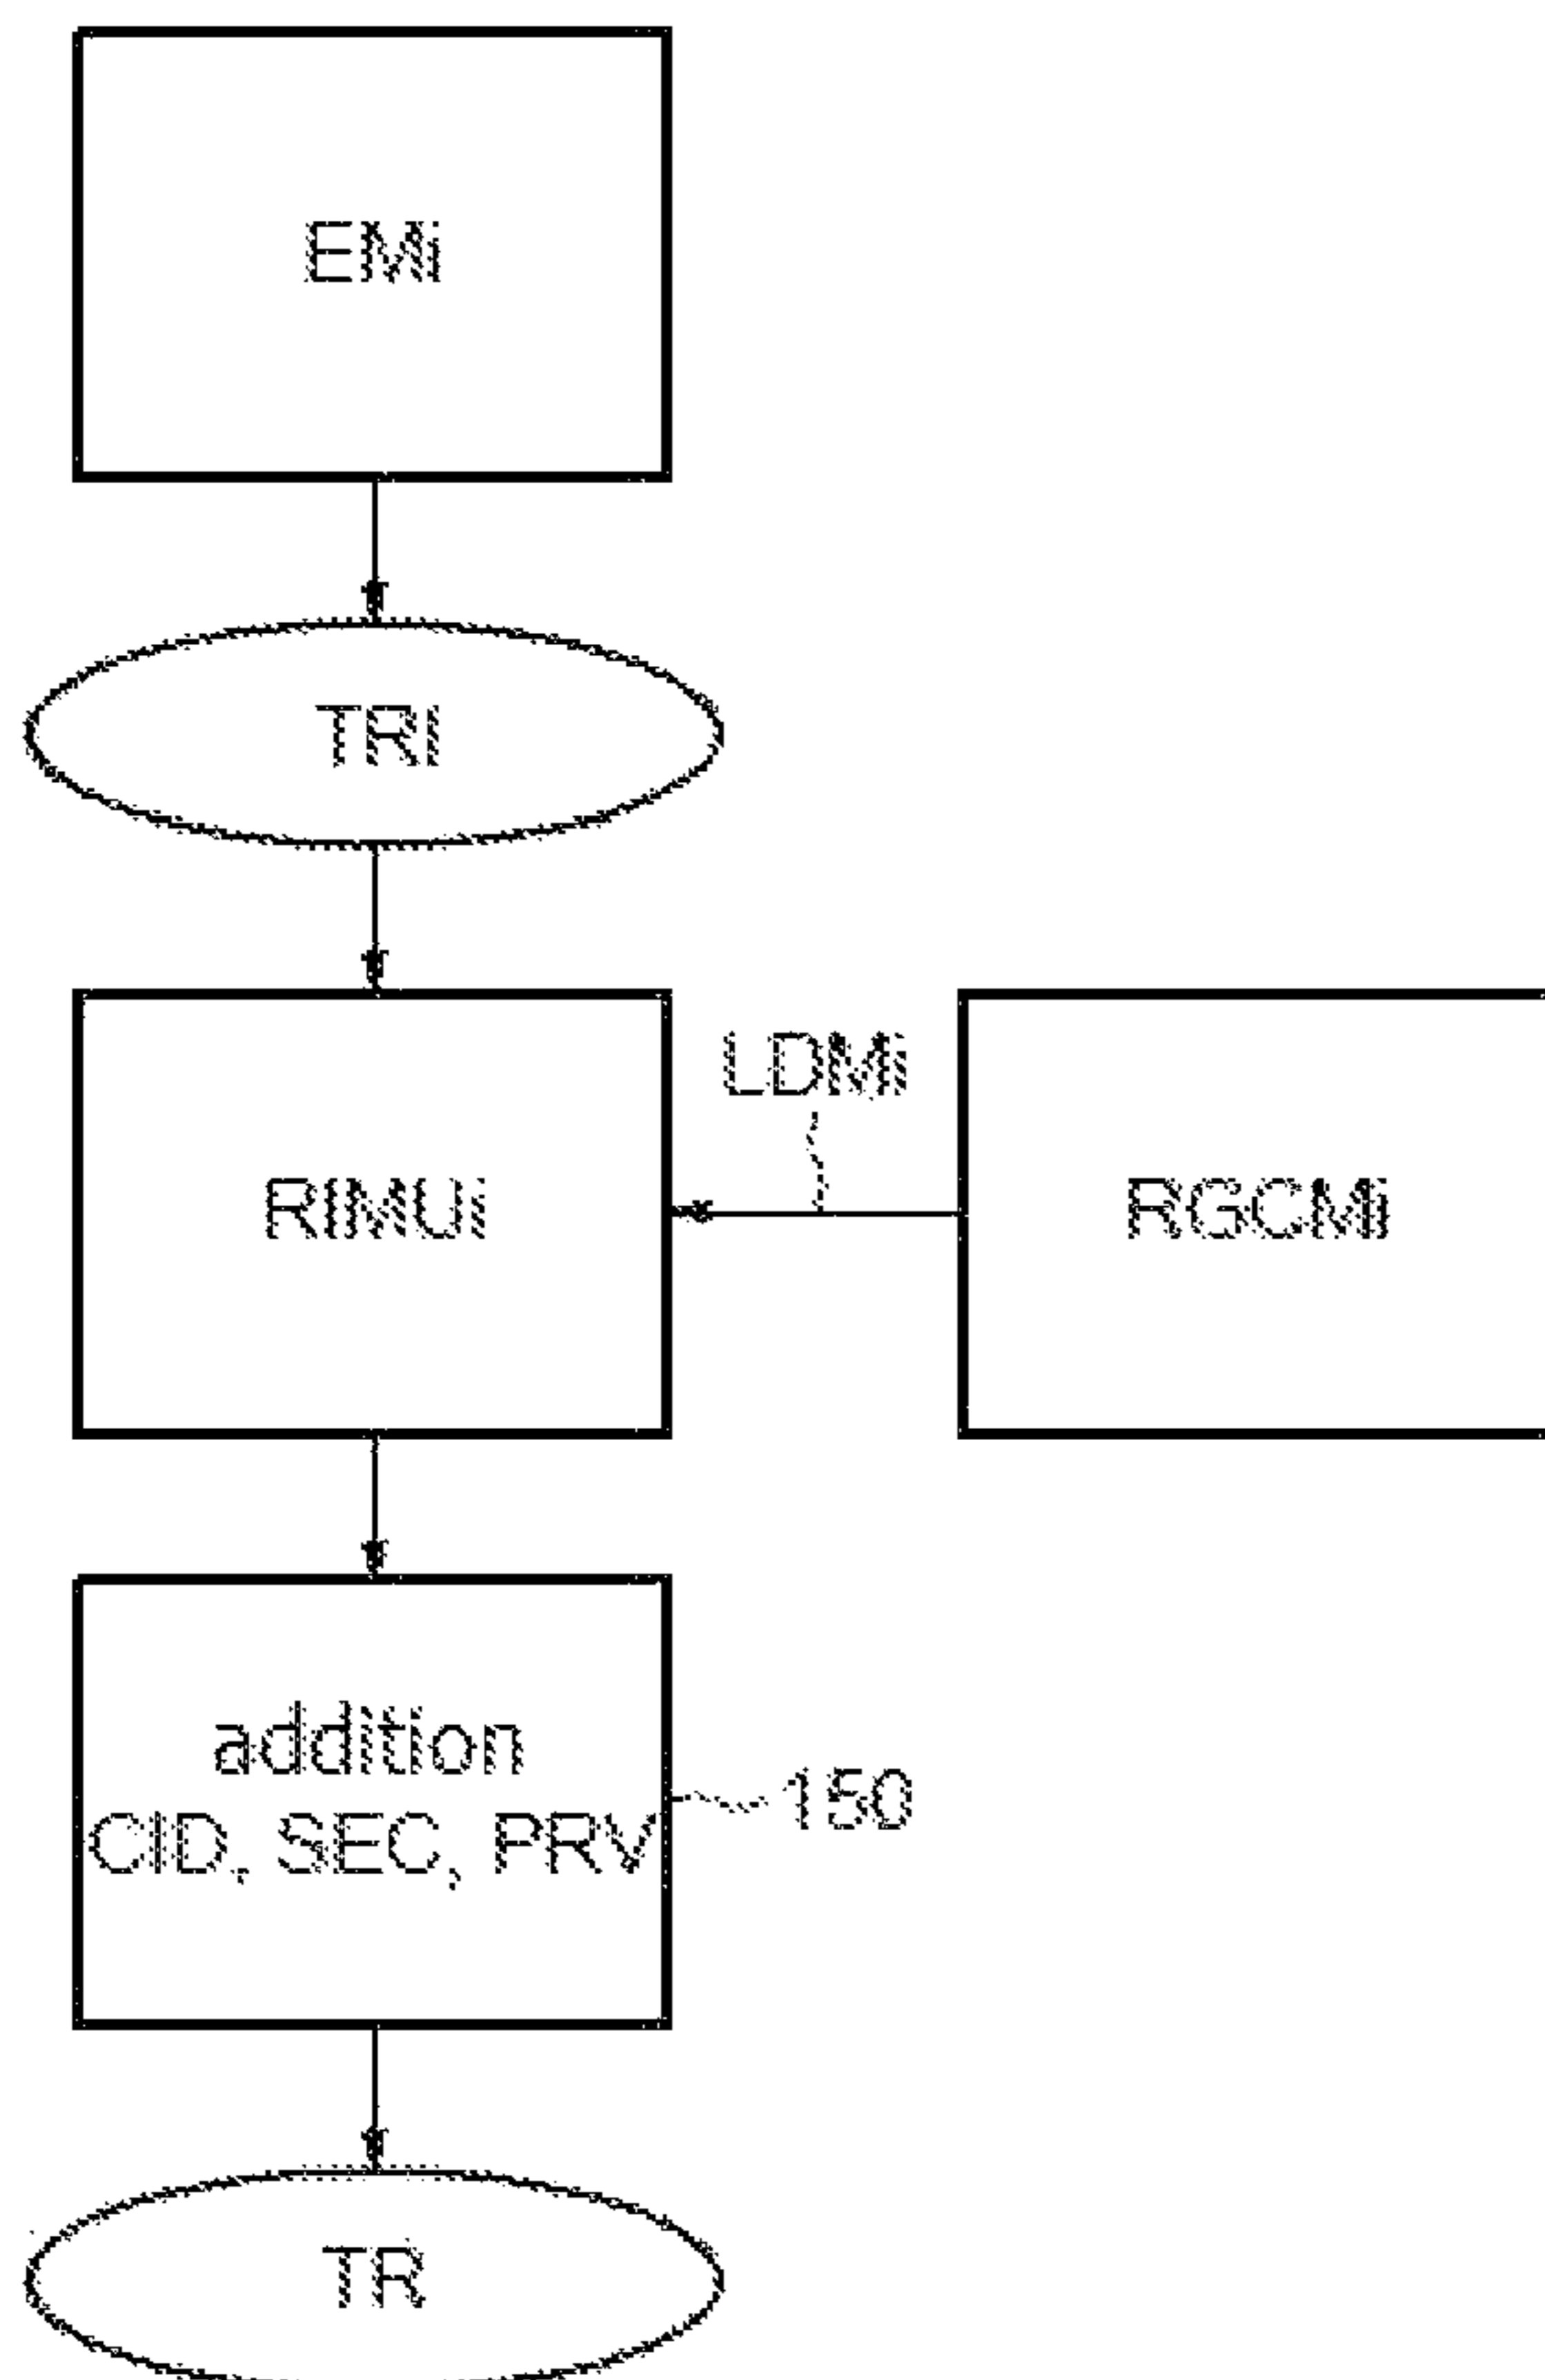 EMi
TRI
LDMi
RIMUi
RGCMi
addition
CID, SEC, PRV
150
TR